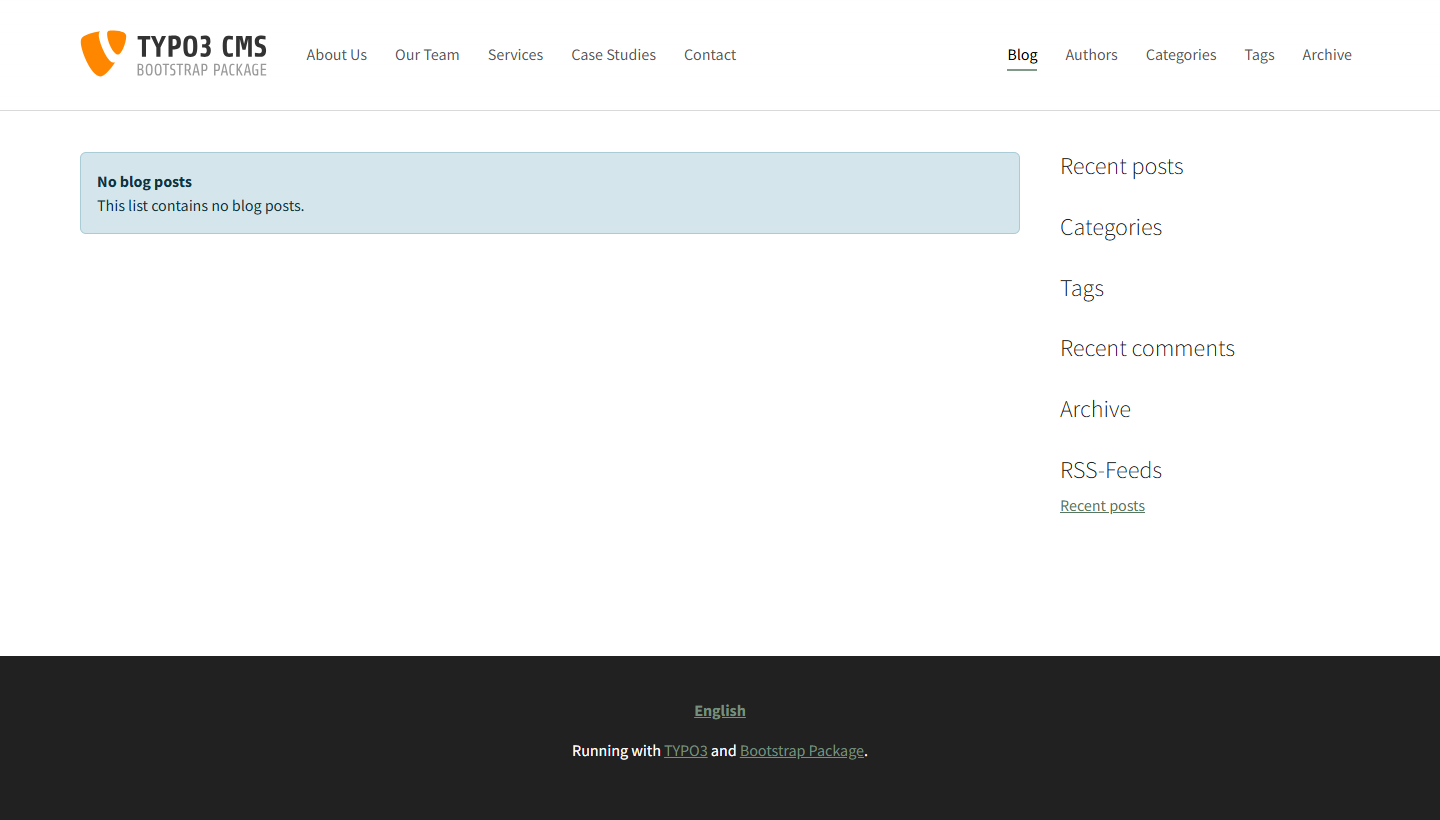 TYPO3 CMS
BOOTSTRAP PACKAGE
About Us Our Team Services Case Studies Contact
Blog Authors Categories Tags Archive
No blog posts
This list contains no blog posts.
Recent posts
Categories
Tags
Recent comments
Archive
RSS-Feeds
Recent posts
English
Running with TYPO3 and Bootstrap Package.